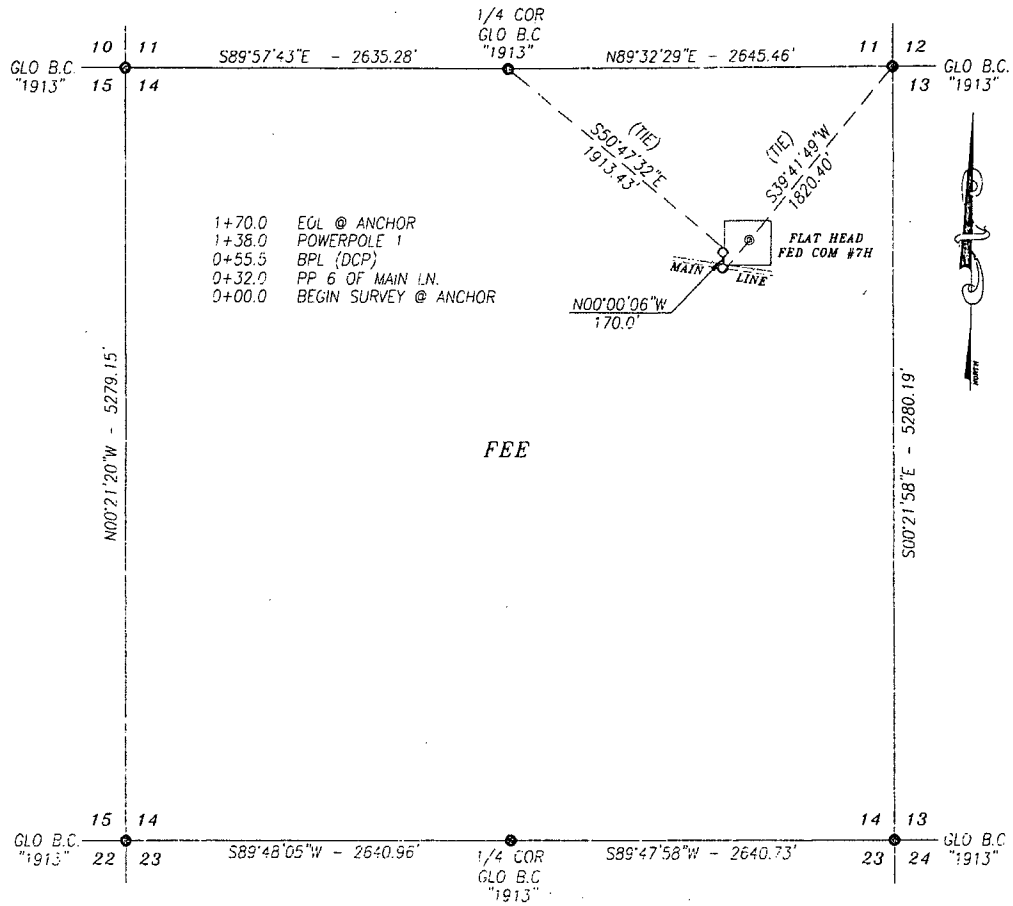 1/4 COR
GLO B.C
"1913"
10 11
S89°57'43"E - 2635.28'
N89°32'29"E - 2645.46'
11 12
GLO B.C.
"1913"
15 14
13
GLO B.C.
"1913"
(TIE)
S50°47'32"E
1913.43'
(TIE)
S39°41'49"W
1820.40'
1+70.0 EOL @ ANCHOR
1+38.0 POWERPOLE 1
0+55.5 BPL (DCP)
0+32.0 PP 6 OF MAIN LN.
0+00.0 BEGIN SURVEY @ ANCHOR
FLAT HEAD
FED COM #7H
MAIN LINE
N00°00'06"W
170.0'
NORTH
N00°21'20"W - 5279.15'
S00°21'58"E - 5280.19'
FEE
15 14
14 13
GLO B.C.
"1913"
22 23
S89°48'05"W - 2640.96'
1/4 COR
GLO B.C
"1913"
S89°47'58"W - 2640.73'
23 24
GLO B.C.
"1913"